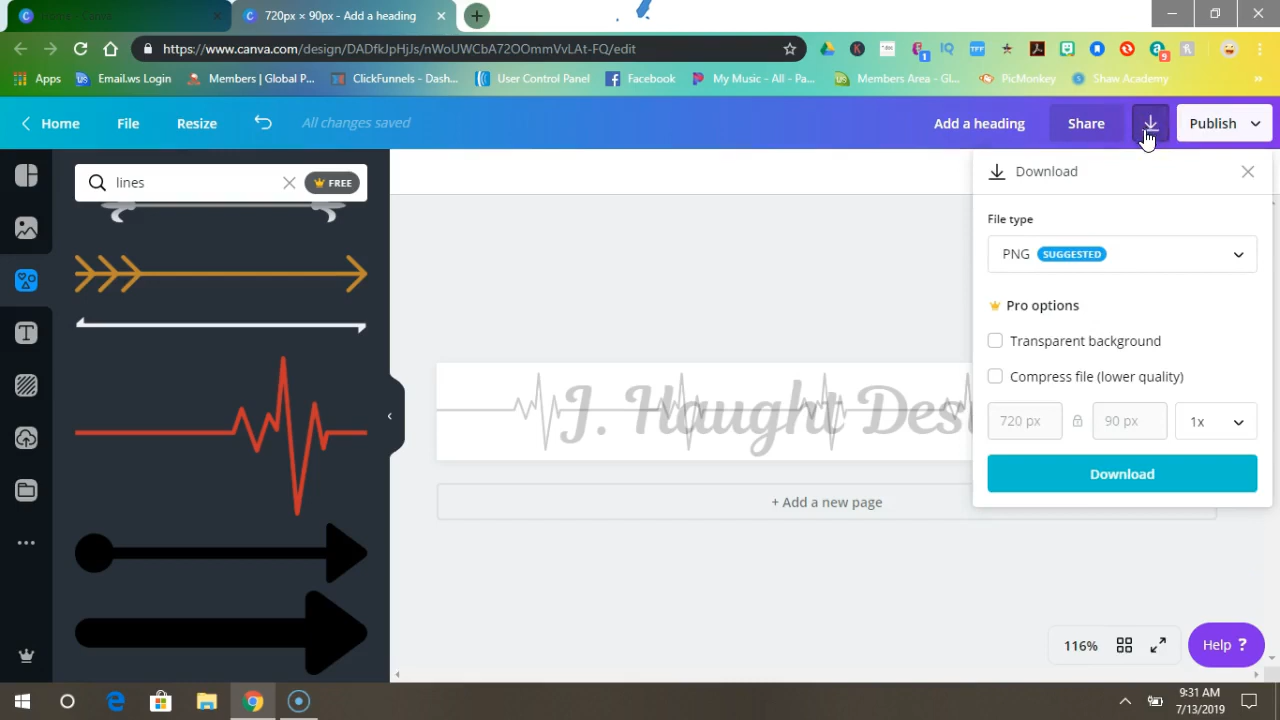 Home - Canva
720px × 90px - Add a heading
https://www.canva.com/design/DADfkJpHjJs/nWoUWCbA72OOmmVvLAt-FQ/edit
Apps
Email.ws Login
Members | Global P...
ClickFunnels - Dash...
User Control Panel
Facebook
My Music - All - Pa...
Members Area - Gl...
PicMonkey
Shaw Academy
»
Home
File
Resize
All changes saved
Add a heading
Share
Publish
lines
FREE
Download
File type
PNG SUGGESTED
Pro options
Transparent background
Compress file (lower quality)
720 px
90 px
1x
Download
J. Haught Desi
+ Add a new page
116%
Help ?
9:31 AM
7/13/2019